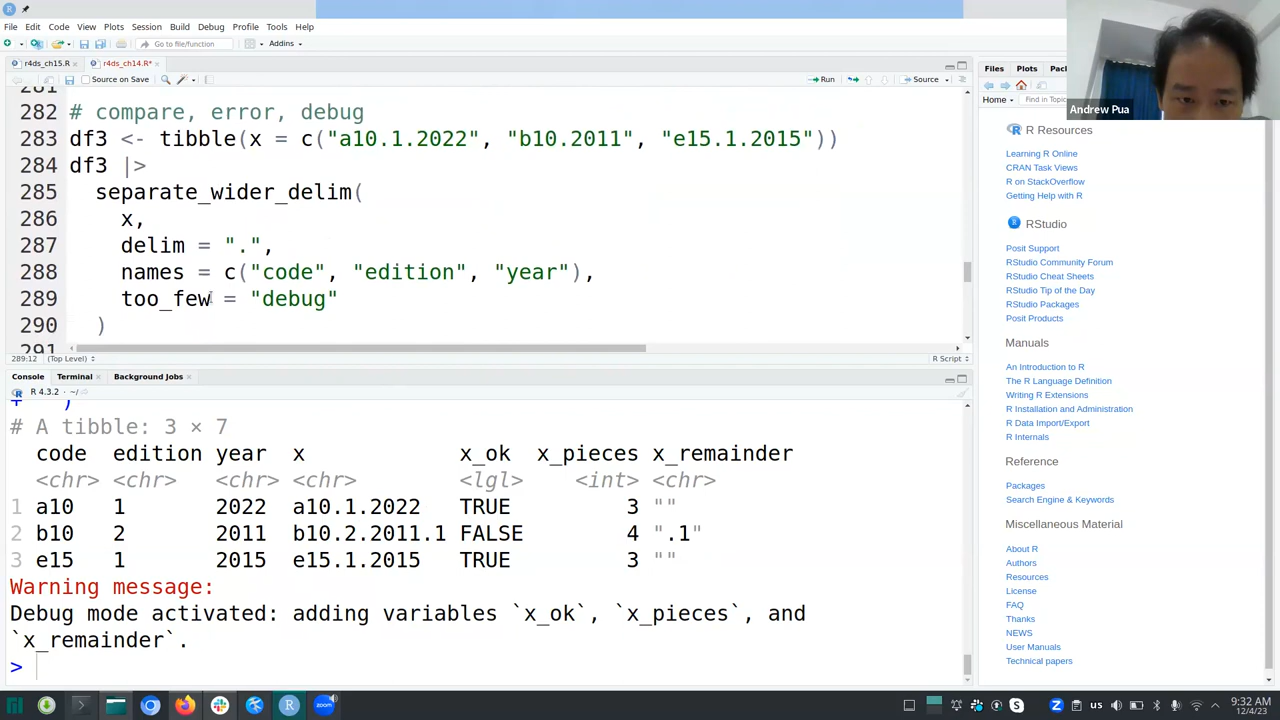 File Edit Code View Plots Session Build Debug Profile Tools Help
Go to file/function
Addins
r4ds_ch15.R
r4ds_ch14.R*
Source on Save
Run
Source
282 # compare, error, debug
283 df3 <- tibble(x = c("a10.1.2022", "b10.2011", "e15.1.2015"))
284 df3 |>
285 separate_wider_delim(
286 x,
287 delim = ".",
288 names = c("code", "edition", "year"),
289 too_few = "debug"
290 )
291
289:12 (Top Level)
R Script
Console Terminal Background Jobs
R 4.3.2 · ~/
+ )
# A tibble: 3 × 7
code edition year x x_ok x_pieces x_remainder
<chr> <chr> <chr> <chr> <lgl> <int> <chr>
1 a10 1 2022 a10.1.2022 TRUE 3 ""
2 b10 2 2011 b10.2.2011.1 FALSE 4 ".1"
3 e15 1 2015 e15.1.2015 TRUE 3 ""
Warning message:
Debug mode activated: adding variables `x_ok`, `x_pieces`, and
`x_remainder`.
>
Andrew Pua
Files Plots
Home
R Resources
Learning R Online
CRAN Task Views
R on StackOverflow
Getting Help with R
RStudio
Posit Support
RStudio Community Forum
RStudio Cheat Sheets
RStudio Tip of the Day
RStudio Packages
Posit Products
Manuals
An Introduction to R
The R Language Definition
Writing R Extensions
R Installation and Administration
R Data Import/Export
R Internals
Reference
Packages
Search Engine & Keywords
Miscellaneous Material
About R
Authors
Resources
License
FAQ
Thanks
NEWS
User Manuals
Technical papers
us
9:32 AM
12/4/23